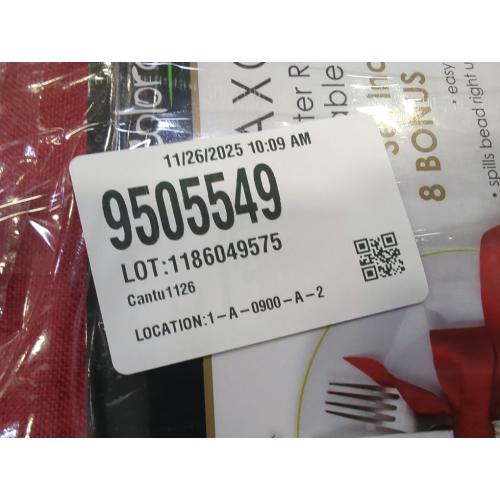 11/26/2025 10:09 AM
9505549
LOT:1186049575
Cantu1126
LOCATION:1-A-0900-A-2
8 BONUS
• easy
• spills bead right u